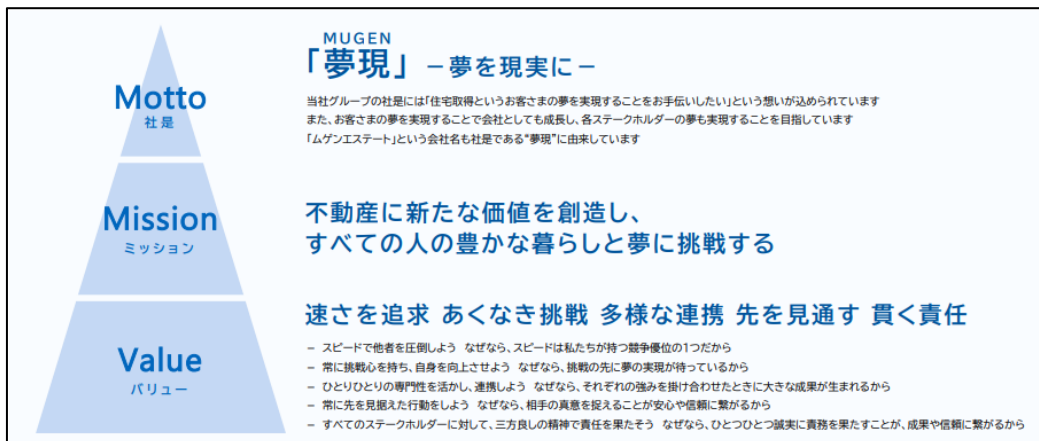 Motto
社是
MUGEN
「夢現」 －夢を現実に－
当社グループの社是には「住宅取得というお客さまの夢を実現することをお手伝いしたい」という想いが込められています
また、お客さまの夢を実現することで会社としても成長し、各ステークホルダーの夢も実現することを目指しています
「ムゲンエステート」という会社名も社是である“夢現”に由来しています
Mission
ミッション
不動産に新たな価値を創造し、
すべての人の豊かな暮らしと夢に挑戦する
Value
バリュー
速さを追求 あくなき挑戦 多様な連携 先を見通す 貫く責任
－ スピードで他者を圧倒しよう なぜなら、スピードは私たちが持つ競争優位の1つだから
－ 常に挑戦心を持ち、自身を向上させよう なぜなら、挑戦の先に夢の実現が待っているから
－ ひとりひとりの専門性を活かし、連携しよう なぜなら、それぞれの強みを掛け合わせたときに大きな成果が生まれるから
－ 常に先を見据えた行動をしよう なぜなら、相手の真意を捉えることが安心や信頼に繋がるから
－ すべてのステークホルダーに対して、三方良しの精神で責任を果たそう なぜなら、ひとつひとつ誠実に責務を果たすことが、成果や信頼に繋がるから